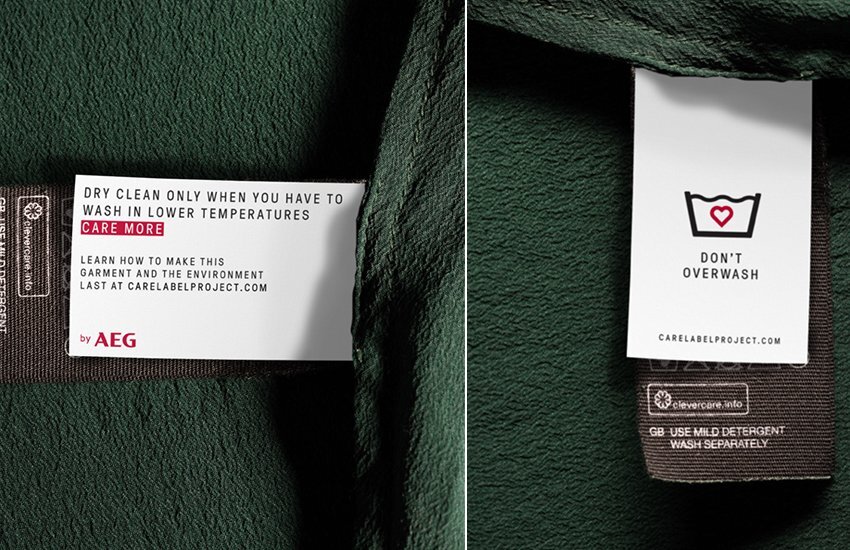 DRY CLEAN ONLY WHEN YOU HAVE TO
WASH IN LOWER TEMPERATURES
CARE MORE
LEARN HOW TO MAKE THIS
GARMENT AND THE ENVIRONMENT
LAST AT CARELABELPROJECT.COM
by AEG
clevercare.info
GB USE MILD DETERGENT
DON'T
OVERWASH
CARELABELPROJECT.COM
clevercare.info
GB USE MILD DETERGENT
WASH SEPARATELY